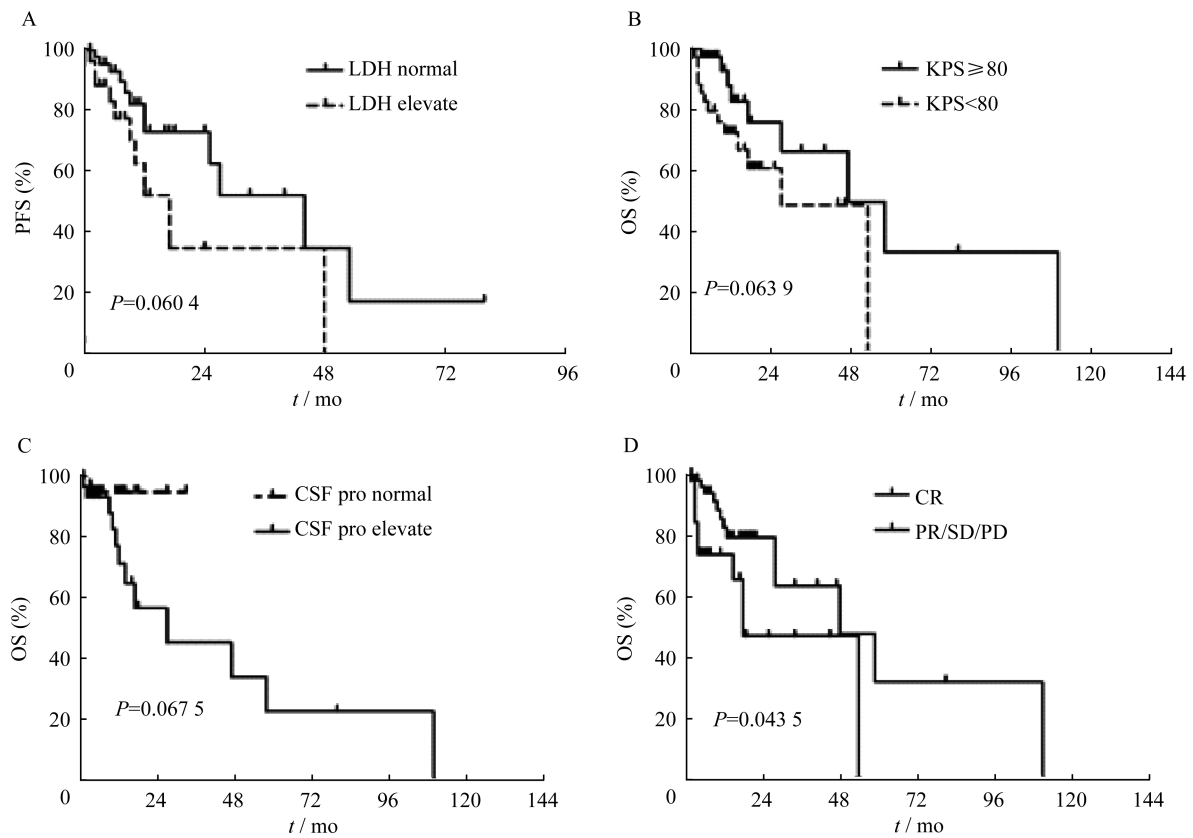 A
100
80
60
40
20
0
PFS (%)
LDH normal
LDH elevate
P=0.060 4
24
48
72
96
t / mo
B
100
80
60
40
20
0
OS (%)
KPS≥80
KPS<80
P=0.063 9
24
48
72
96
120
144
t / mo
C
100
80
60
40
20
0
OS (%)
CSF pro normal
CSF pro elevate
P=0.067 5
24
48
72
96
120
144
t / mo
D
100
80
60
40
20
0
OS (%)
CR
PR/SD/PD
P=0.043 5
24
48
72
96
120
144
t / mo